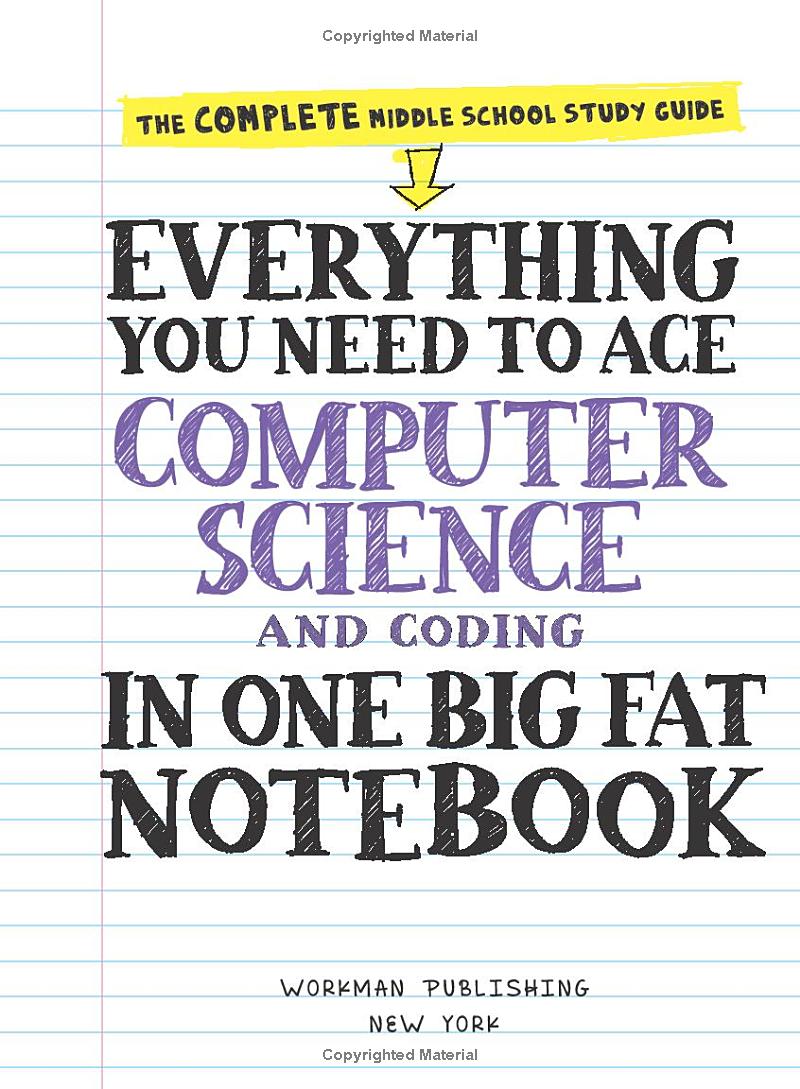 Copyrighted Material
THE COMPLETE MIDDLE SCHOOL STUDY GUIDE
EVERYTHING
YOU NEED TO ACE
COMPUTER
SCIENCE
AND CODING
IN ONE BIG FAT
NOTEBOOK
WORKMAN PUBLISHING
NEW YORK
Copyrighted Material